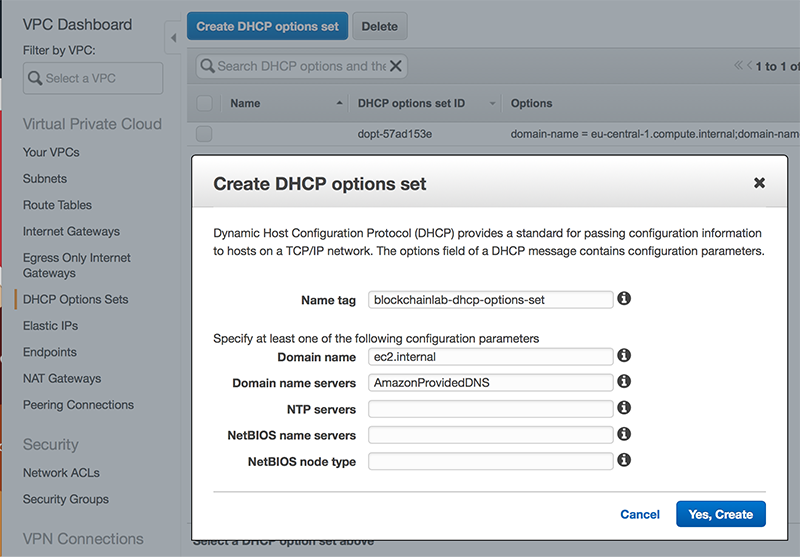 VPC Dashboard
Filter by VPC:
Select a VPC
Virtual Private Cloud
Your VPCs
Subnets
Route Tables
Internet Gateways
Egress Only Internet
Gateways
DHCP Options Sets
Elastic IPs
Endpoints
NAT Gateways
Peering Connections
Security
Network ACLs
Security Groups
VPN Connections
Create DHCP options set
Delete
Search DHCP options and the
1 to 1 of
Name
DHCP options set ID
Options
dopt-57ad153e
domain-name = eu-central-1.compute.internal;domain-name
Create DHCP options set
Dynamic Host Configuration Protocol (DHCP) provides a standard for passing configuration information
to hosts on a TCP/IP network. The options field of a DHCP message contains configuration parameters.
Name tag
blockchainlab-dhcp-options-set
Specify at least one of the following configuration parameters
Domain name
ec2.internal
Domain name servers
AmazonProvidedDNS
NTP servers
NetBIOS name servers
NetBIOS node type
Cancel
Yes, Create
Select a DHCP option set above